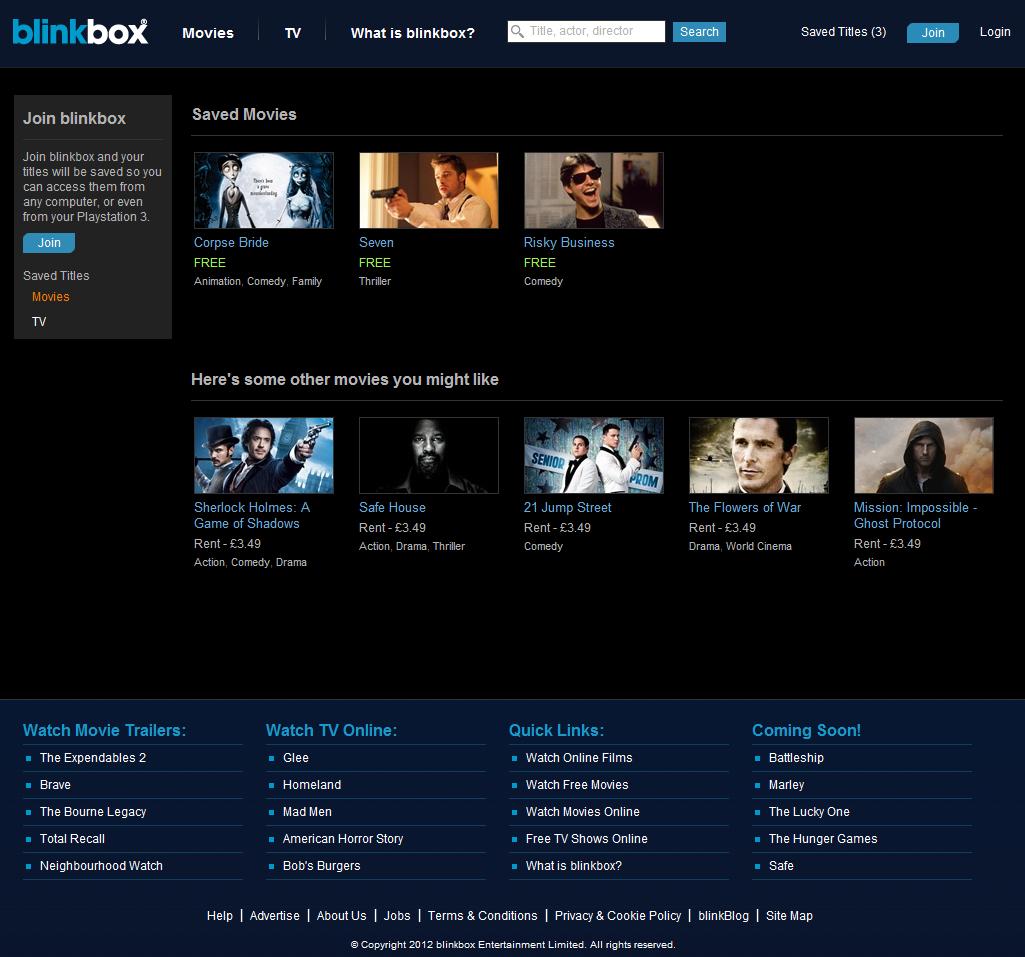 blinkbox®
Movies
TV
What is blinkbox?
Title, actor, director
Search
Saved Titles (3)
Join
Login
Join blinkbox
Join blinkbox and your
titles will be saved so you
can access them from
any computer, or even
from your Playstation 3.
Join
Saved Titles
Movies
TV
Saved Movies
There's been
a grave
misunderstanding.
Corpse Bride
FREE
Animation, Comedy, Family
Seven
FREE
Thriller
Risky Business
FREE
Comedy
Here's some other movies you might like
Sherlock Holmes: A
Game of Shadows
Rent - £3.49
Action, Comedy, Drama
Safe House
Rent - £3.49
Action, Drama, Thriller
SENIOR PROM
21 Jump Street
Rent - £3.49
Comedy
The Flowers of War
Rent - £3.49
Drama, World Cinema
Mission: Impossible -
Ghost Protocol
Rent - £3.49
Action
Watch Movie Trailers:
The Expendables 2
Brave
The Bourne Legacy
Total Recall
Neighbourhood Watch
Watch TV Online:
Glee
Homeland
Mad Men
American Horror Story
Bob's Burgers
Quick Links:
Watch Online Films
Watch Free Movies
Watch Movies Online
Free TV Shows Online
What is blinkbox?
Coming Soon!
Battleship
Marley
The Lucky One
The Hunger Games
Safe
Help | Advertise | About Us | Jobs | Terms & Conditions | Privacy & Cookie Policy | blinkBlog | Site Map
© Copyright 2012 blinkbox Entertainment Limited. All rights reserved.